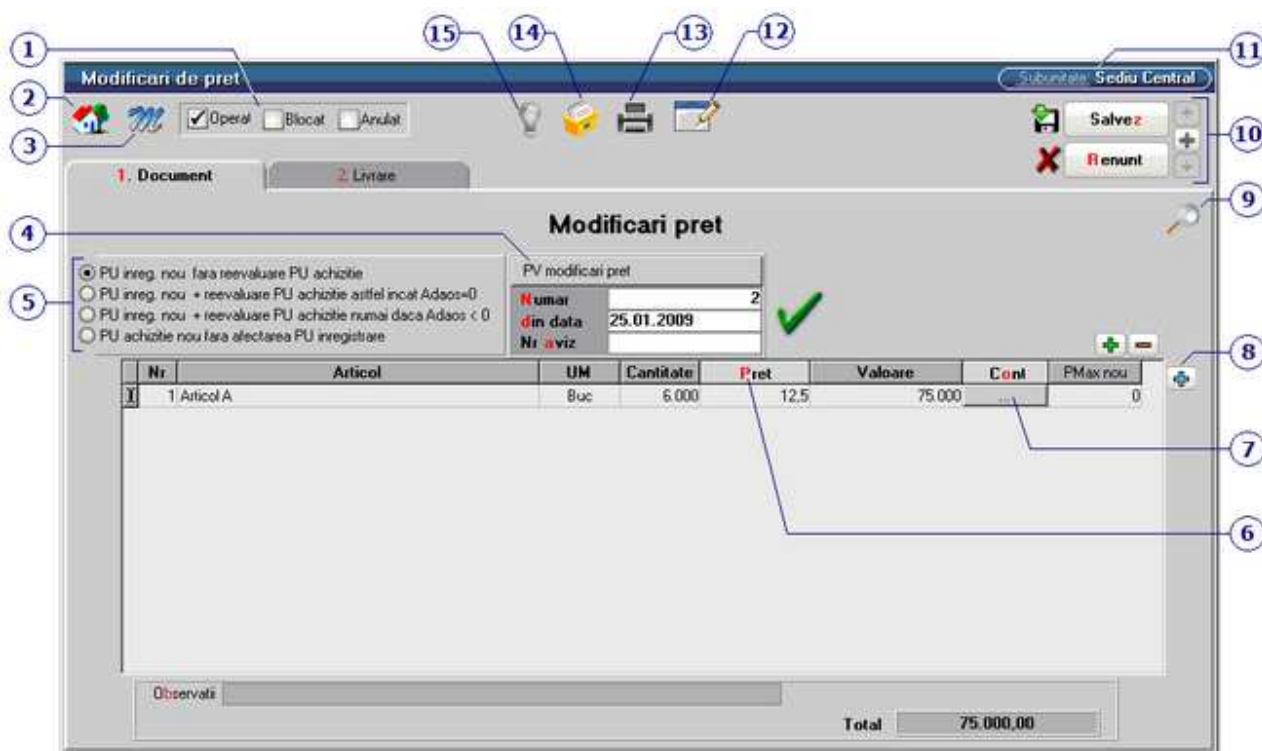 15 14 13 12
1
11
Modificari de pret Subunitate: Sediu Central
2
Operat Blocat Anulat
Salvez
10
3
Renunt
1. Document 2. Livrare
9
Modificari pret
4
PU inreg. nou fara reevaluare PU achizitie
PU inreg. nou + reevaluare PU achizitie astfel incat Adaos=0
PU inreg. nou + reevaluare PU achizitie numai daca Adaos < 0
PU achizitie nou fara afectarea PU inregistrare
5
PV modificari pret
Numar 2
din data 25.01.2009
Nr aviz
8
Nr Articol UM Cantitate Pret Valoare Cont PMax nou
1 Articol A Buc 6.000 12,5 75.000 ... 0
7
6
Observatii
Total 75.000,00